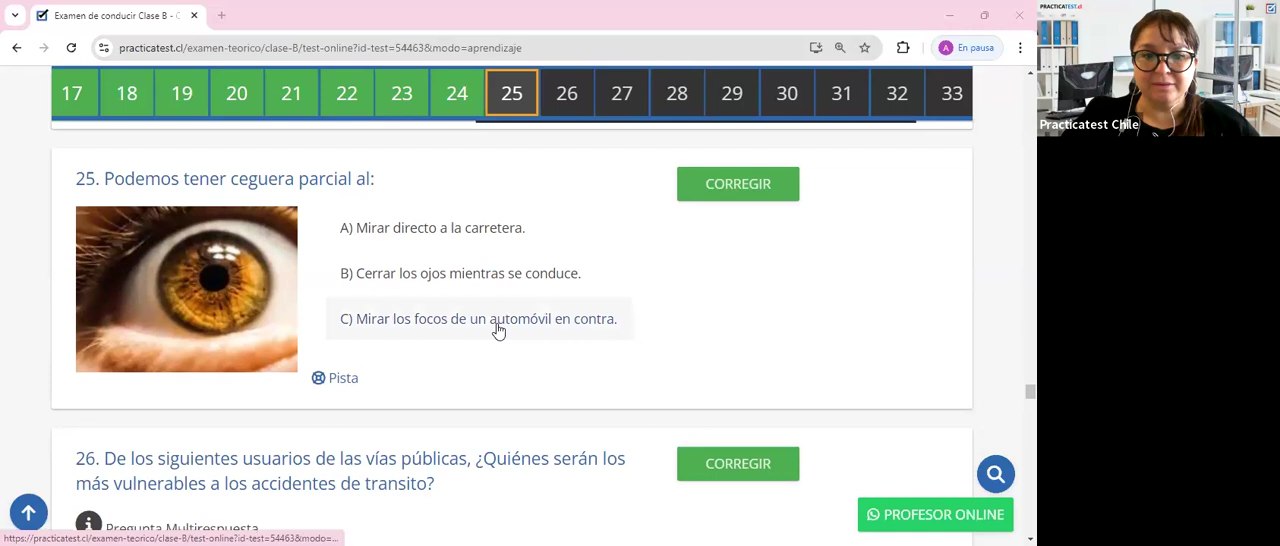 Examen de conducir Clase B - C
practicatest.cl/examen-teorico/clase-B/test-online?id-test=54463&modo=aprendizaje
A En pausa
17 18 19 20 21 22 23 24 25 26 27 28 29 30 31 32 33
25. Podemos tener ceguera parcial al:
CORREGIR
A) Mirar directo a la carretera.
B) Cerrar los ojos mientras se conduce.
C) Mirar los focos de un automóvil en contra.
Pista
26. De los siguientes usuarios de las vías públicas, ¿Quiénes serán los
más vulnerables a los accidentes de transito?
CORREGIR
i Pregunta Multirespuesta
PROFESOR ONLINE
https://practicatest.cl/examen-teorico/clase-B/test-online?id-test=54463&modo=...
PRACTICATEST.cl
Practicatest Chile